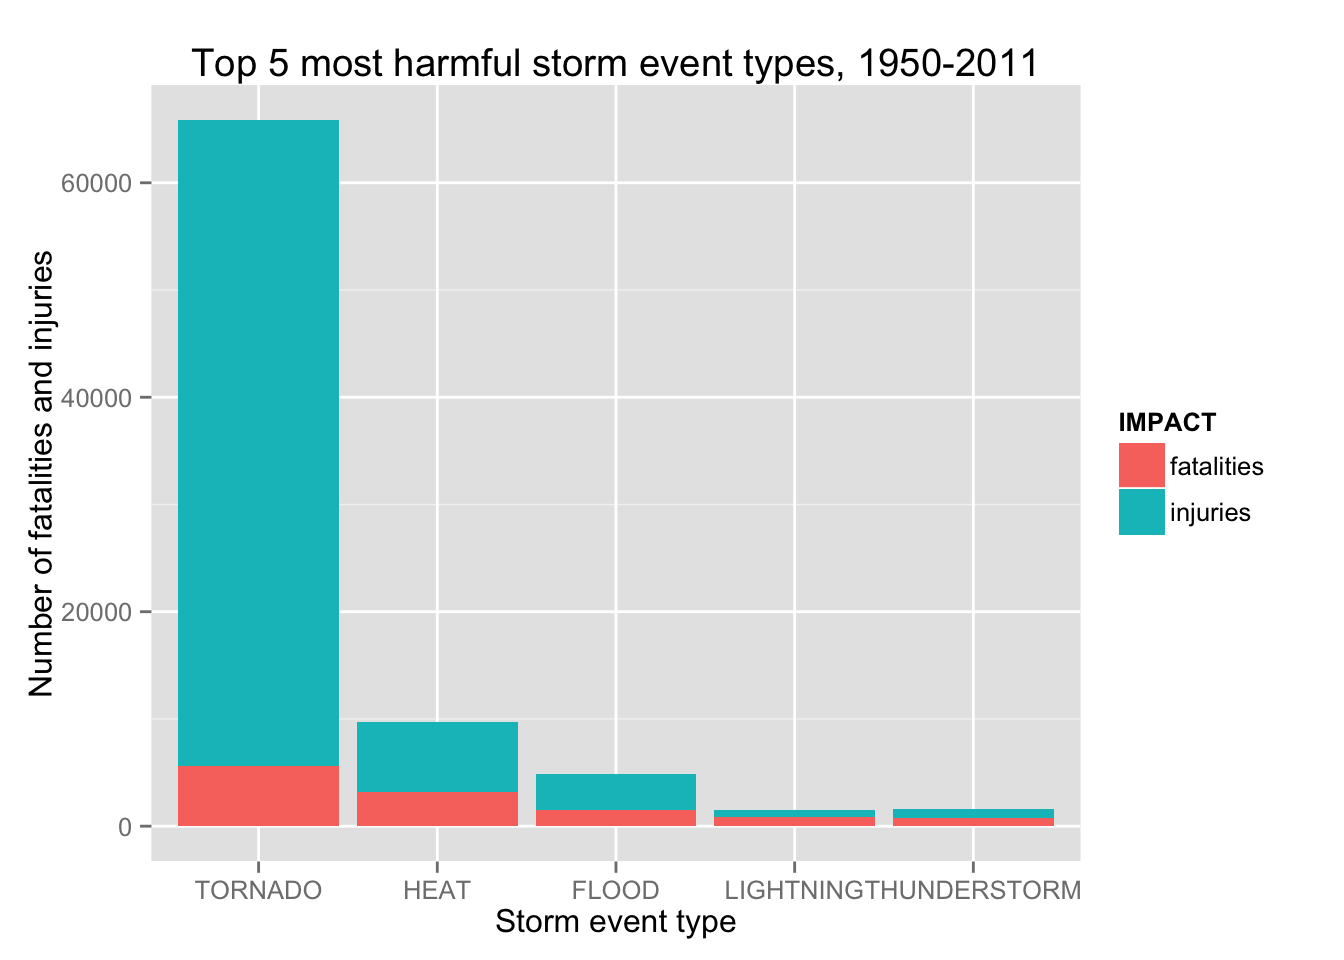 Top 5 most harmful storm event types, 1950-2011
Number of fatalities and injuries
60000
40000
20000
0
TORNADO HEAT FLOOD LIGHTNING THUNDERSTORM
Storm event type
IMPACT
fatalities
injuries